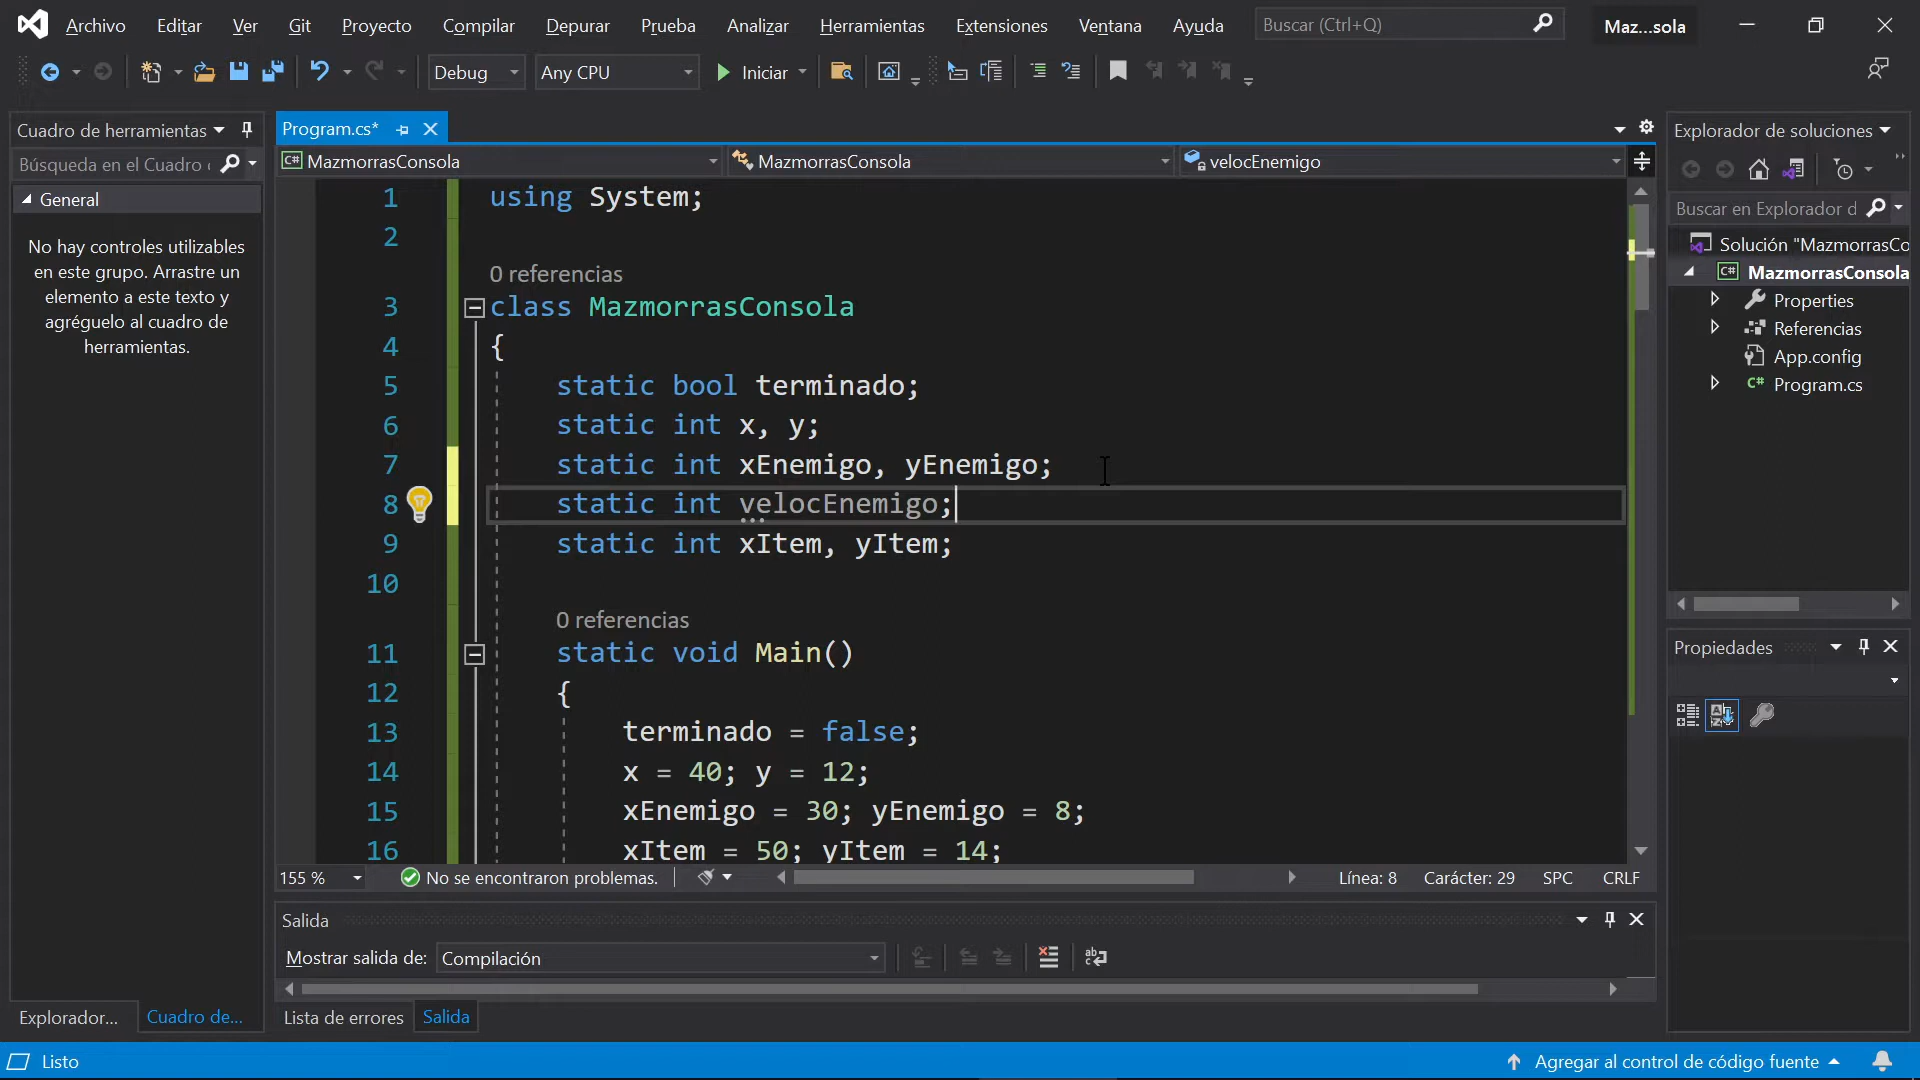 Archivo Editar Ver Git Proyecto Compilar Depurar Prueba Analizar Herramientas Extensiones Ventana Ayuda Buscar (Ctrl+Q) Maz...sola
Debug Any CPU Iniciar
Cuadro de herramientas
Búsqueda en el Cuadro
General
No hay controles utilizables
en este grupo. Arrastre un
elemento a este texto y
agréguelo al cuadro de
herramientas.
Explorador... Cuadro de...
Program.cs*
C# MazmorrasConsola MazmorrasConsola velocEnemigo
1 using System;
2
0 referencias
3 class MazmorrasConsola
4 {
5 static bool terminado;
6 static int x, y;
7 static int xEnemigo, yEnemigo;
8 static int velocEnemigo;
9 static int xItem, yItem;
10
0 referencias
11 static void Main()
12 {
13 terminado = false;
14 x = 40; y = 12;
15 xEnemigo = 30; yEnemigo = 8;
16 xItem = 50; yItem = 14;
155 % No se encontraron problemas. Línea: 8 Carácter: 29 SPC CRLF
Salida
Mostrar salida de: Compilación
Lista de errores Salida
Explorador de soluciones
Buscar en Explorador d
Solución "MazmorrasCo
C# MazmorrasConsola
Properties
Referencias
App.config
C# Program.cs
Propiedades
Listo Agregar al control de código fuente